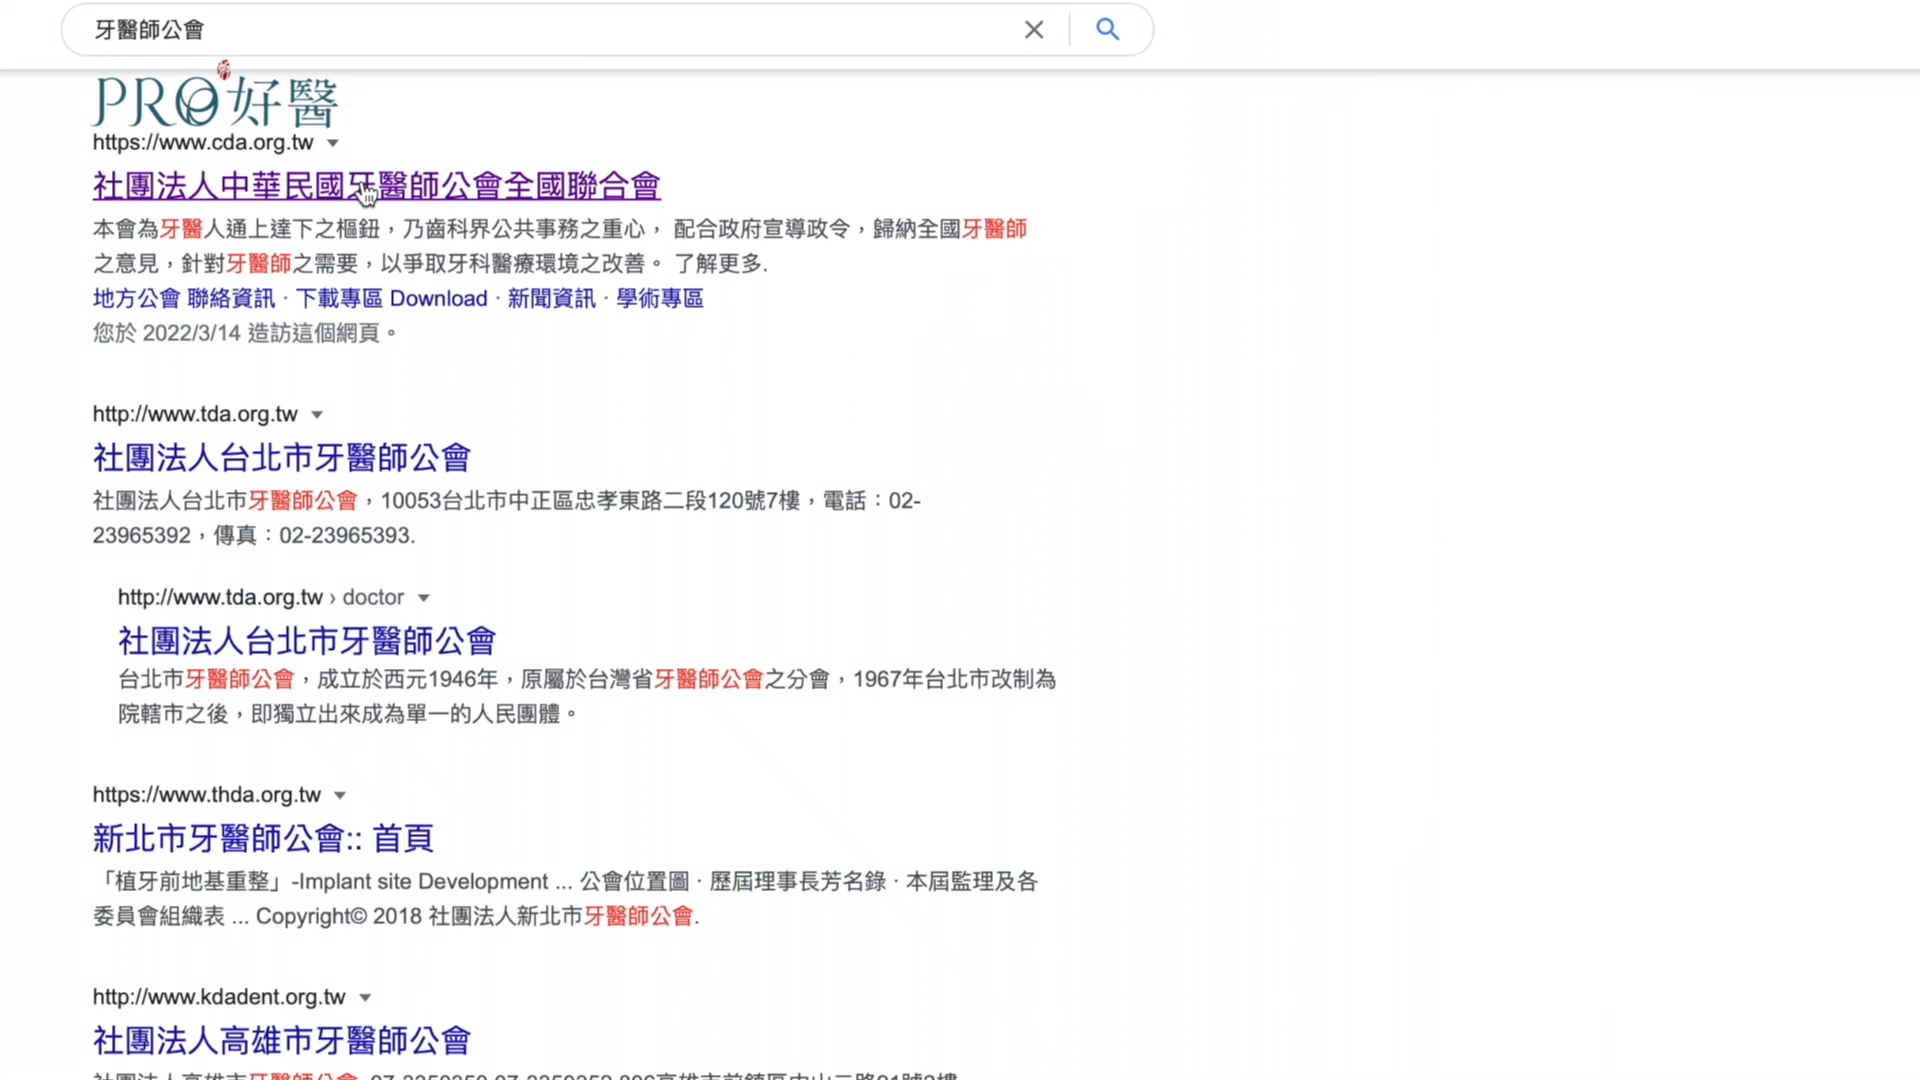 牙醫師公會
PRO好醫
https://www.cda.org.tw
社團法人中華民國牙醫師公會全國聯合會
本會為牙醫人通上達下之樞鈕，乃齒科界公共事務之重心， 配合政府宣導政令，歸納全國牙醫師
之意見，針對牙醫師之需要，以爭取牙科醫療環境之改善。 了解更多.
地方公會 聯絡資訊 · 下載專區 Download · 新聞資訊 · 學術專區
您於 2022/3/14 造訪這個網頁。
http://www.tda.org.tw
社團法人台北市牙醫師公會
社團法人台北市牙醫師公會，10053台北市中正區忠孝東路二段120號7樓，電話：02-
23965392，傳真：02-23965393.
http://www.tda.org.tw › doctor
社團法人台北市牙醫師公會
台北市牙醫師公會，成立於西元1946年，原屬於台灣省牙醫師公會之分會，1967年台北市改制為
院轄市之後，即獨立出來成為單一的人民團體。
https://www.thda.org.tw
新北市牙醫師公會:: 首頁
「植牙前地基重整」-Implant site Development ... 公會位置圖 · 歷屆理事長芳名錄 · 本屆監理及各
委員會組織表 ... Copyright© 2018 社團法人新北市牙醫師公會.
http://www.kdadent.org.tw
社團法人高雄市牙醫師公會
社團法人高雄市牙醫師公會